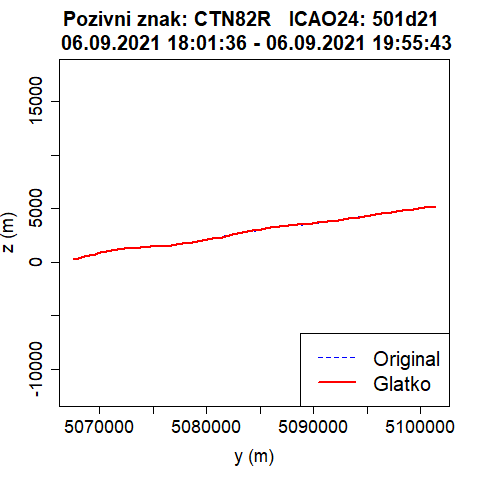 Pozivni znak: CTN82R   ICAO24: 501d21
06.09.2021 18:01:36 - 06.09.2021 19:55:43
z (m)
15000
5000
0
-10000
Original
Glatko
5070000 5080000 5090000 5100000
y (m)